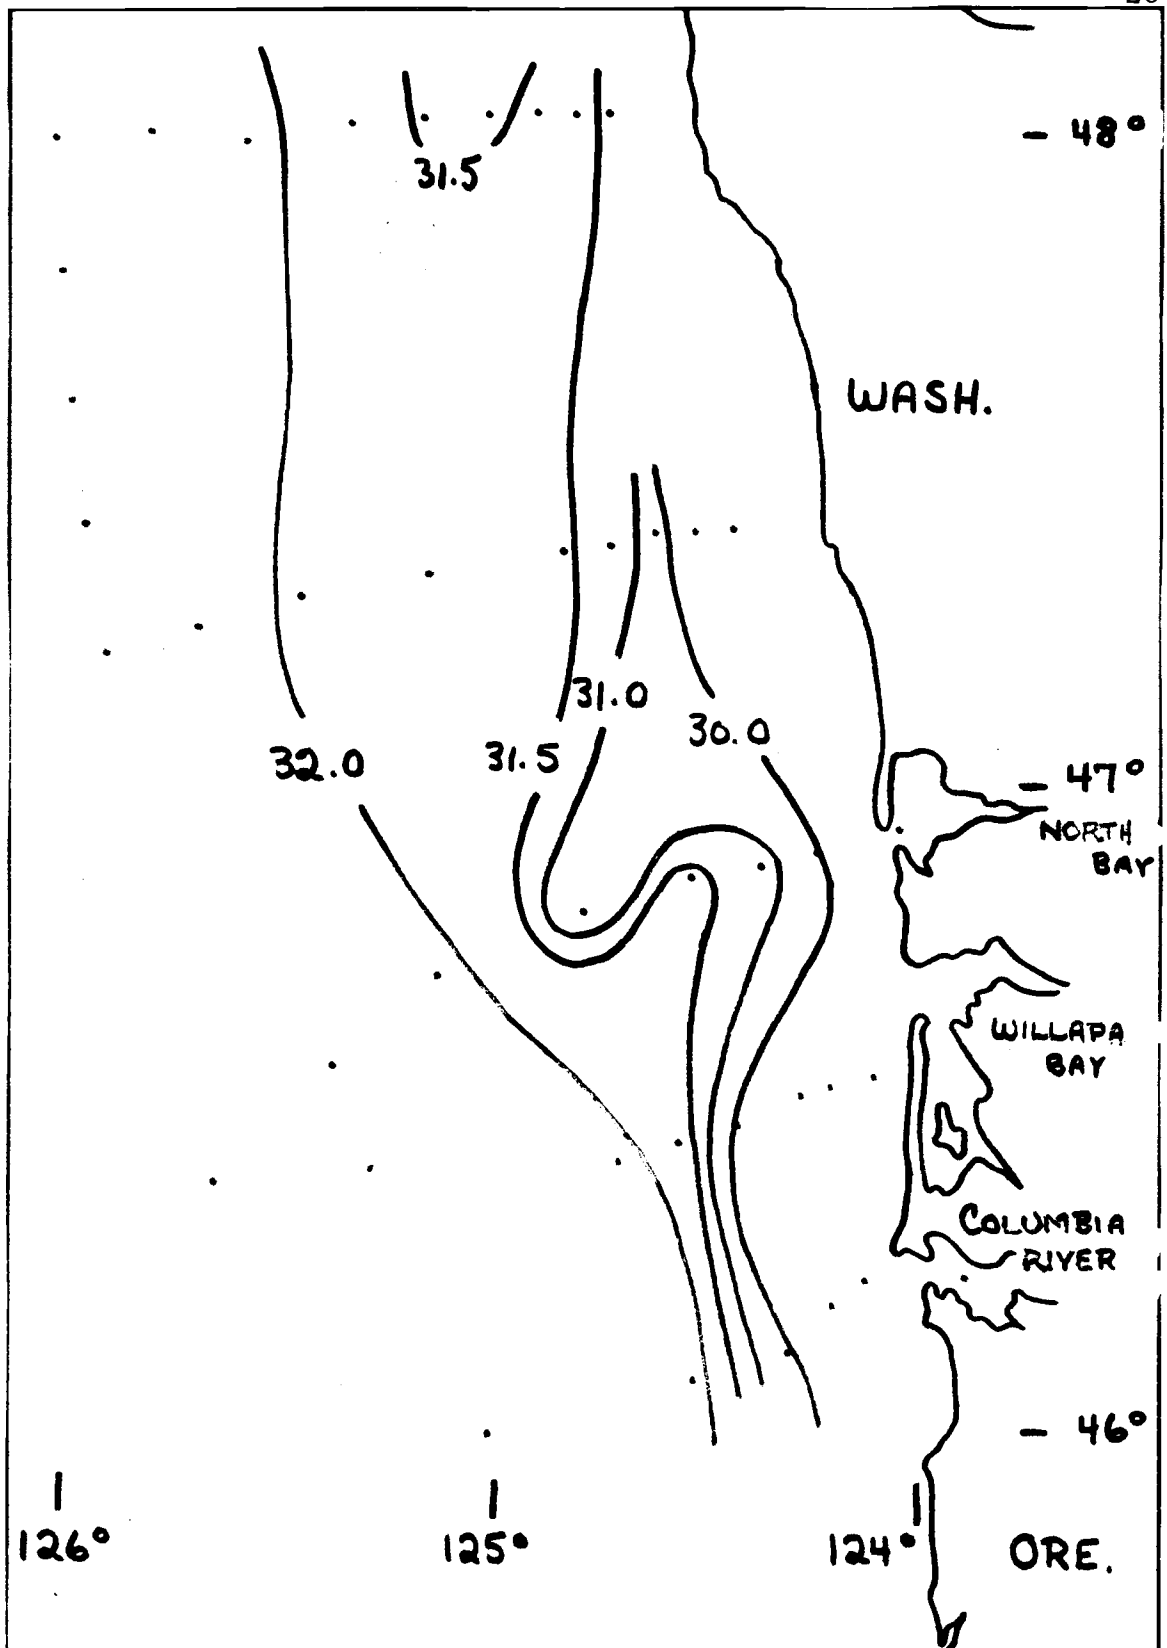 – 48°
31.5
WASH.
31.0
30.0
32.0
31.5
– 47°
NORTH
BAY
WILLAPA
BAY
COLUMBIA
RIVER
– 46°
126°
125°
124°
ORE.